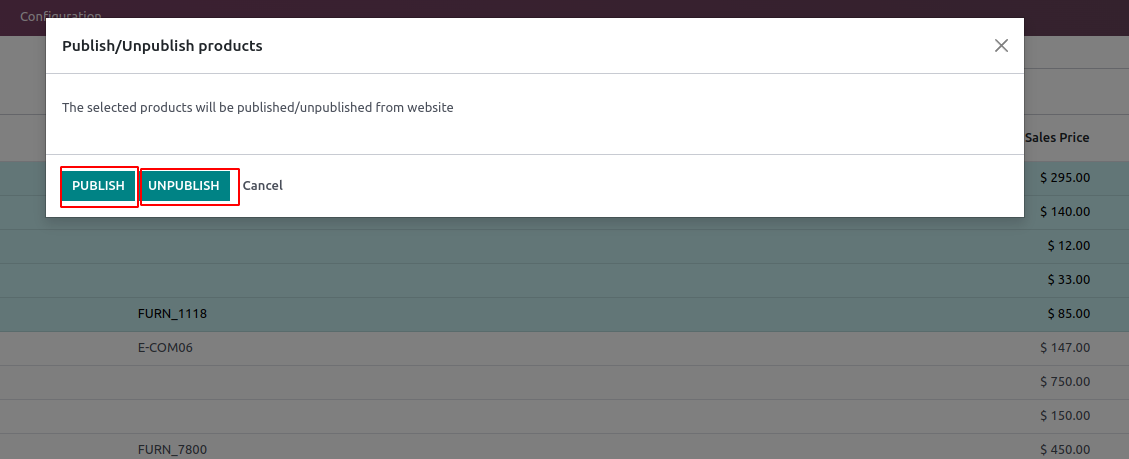 Configuration
Publish/Unpublish products
The selected products will be published/unpublished from website
Sales Price
PUBLISH UNPUBLISH Cancel
$ 295.00
$ 140.00
$ 12.00
$ 33.00
FURN_1118 $ 85.00
E-COM06 $ 147.00
$ 750.00
$ 150.00
FURN_7800 $ 450.00